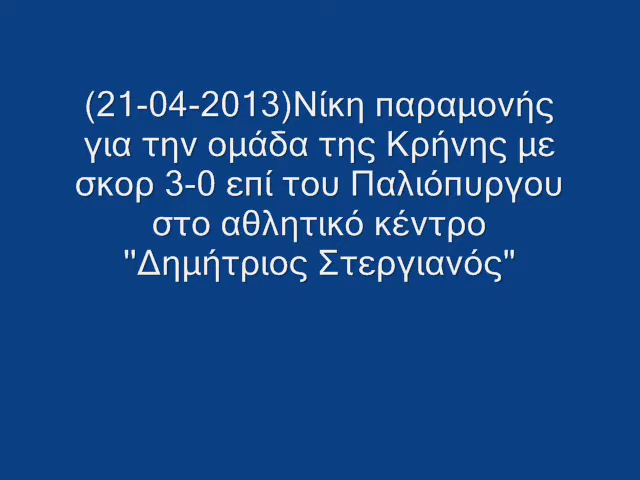 (21-04-2013)Νίκη παραμονής
για την ομάδα της Κρήνης με
σκορ 3-0 επί του Παλιόπυργου
στο αθλητικό κέντρο
"Δημήτριος Στεργιανός"